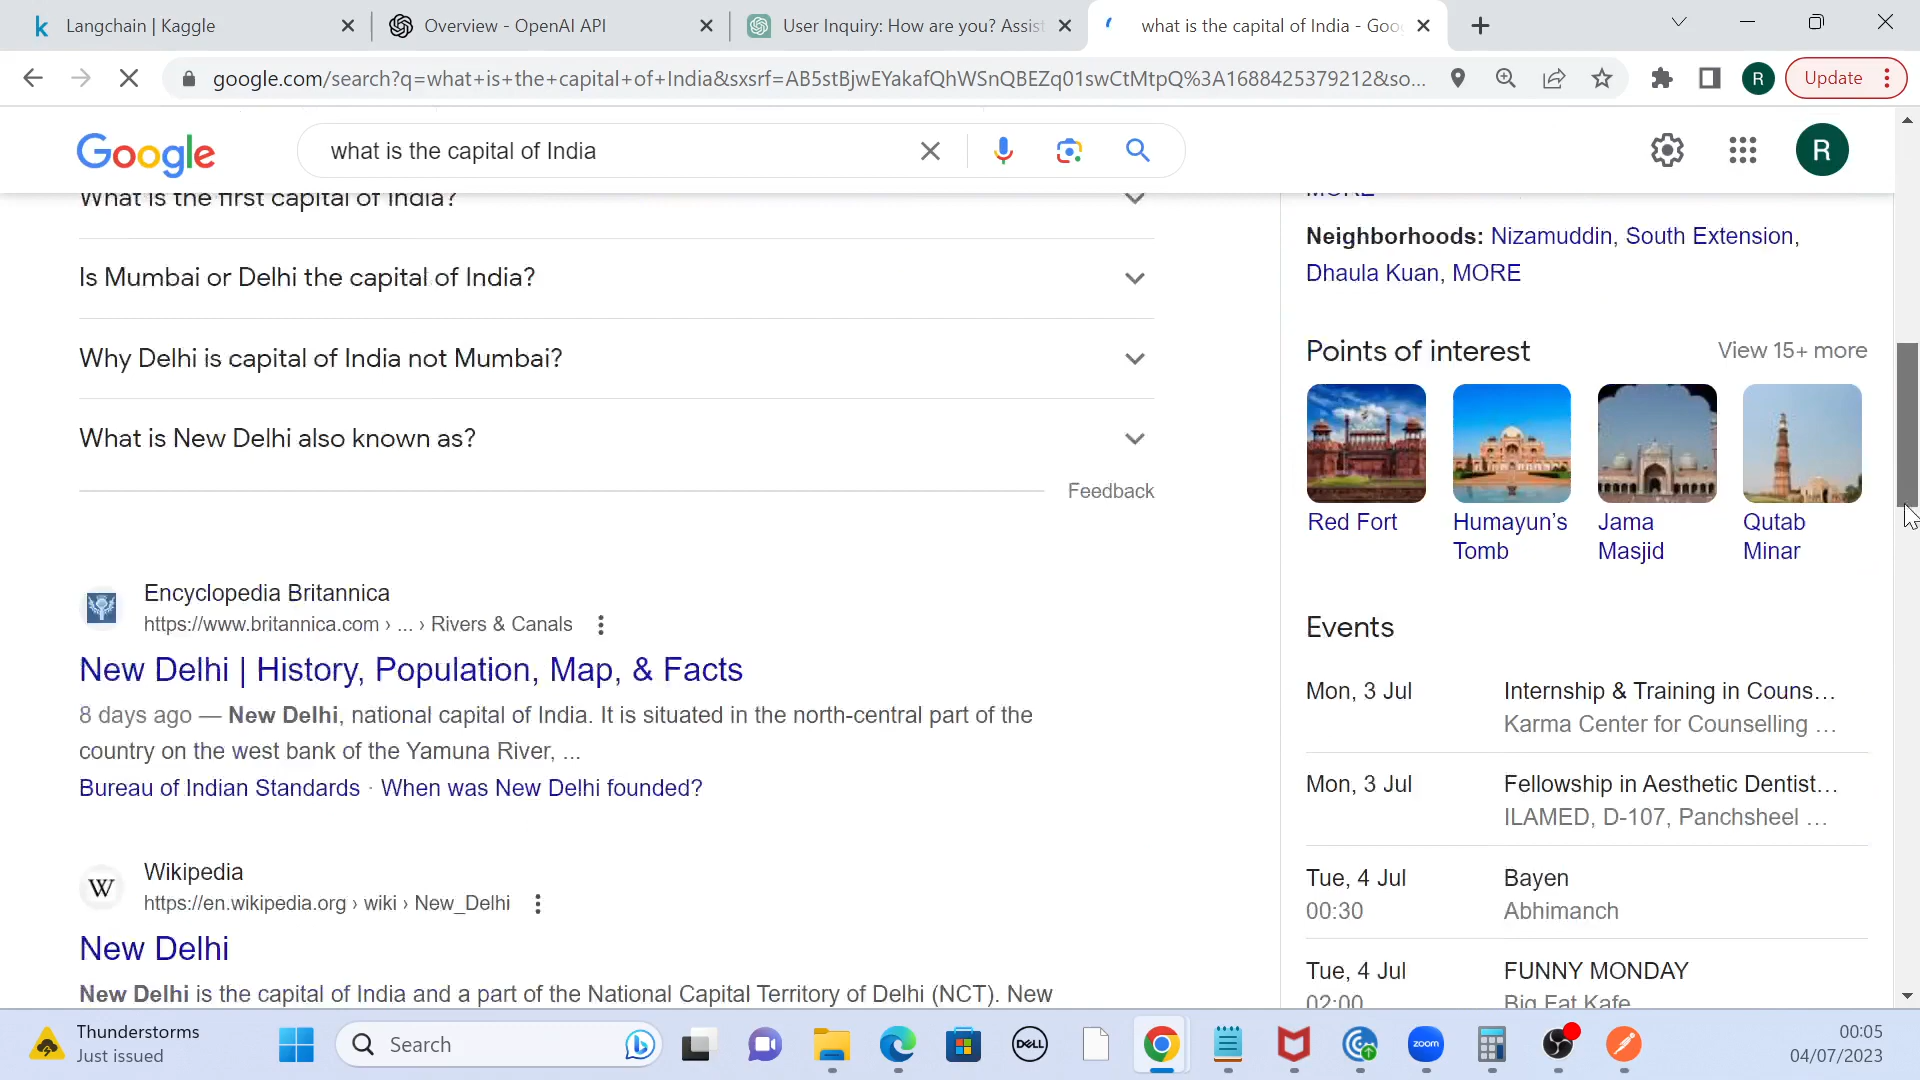 Langchain | Kaggle
Overview - OpenAI API
User Inquiry: How are you? Assist
what is the capital of India - Goo
google.com/search?q=what+is+the+capital+of+India&sxsrf=AB5stBjwEYakafQhWSnQBEZq01swCtMtpQ%3A1688425379212&so...
R
Update
Google
what is the capital of India
R
What is the first capital of India?
Is Mumbai or Delhi the capital of India?
Why Delhi is capital of India not Mumbai?
What is New Delhi also known as?
Feedback
Encyclopedia Britannica
https://www.britannica.com › ... › Rivers & Canals
New Delhi | History, Population, Map, & Facts
8 days ago — New Delhi, national capital of India. It is situated in the north-central part of the
country on the west bank of the Yamuna River, ...
Bureau of Indian Standards · When was New Delhi founded?
W
Wikipedia
https://en.wikipedia.org › wiki › New_Delhi
New Delhi
New Delhi is the capital of India and a part of the National Capital Territory of Delhi (NCT). New
MORE
Neighborhoods: Nizamuddin, South Extension,
Dhaula Kuan, MORE
Points of interest
View 15+ more
Red Fort
Humayun's
Tomb
Jama
Masjid
Qutab
Minar
Events
Mon, 3 Jul
Internship & Training in Couns...
Karma Center for Counselling ...
Mon, 3 Jul
Fellowship in Aesthetic Dentist...
ILAMED, D-107, Panchsheel ...
Tue, 4 Jul
Bayen
00:30
Abhimanch
Tue, 4 Jul
FUNNY MONDAY
02:00
Big Fat Kafe
Thunderstorms
Just issued
Search
DELL
zoom
00:05
04/07/2023